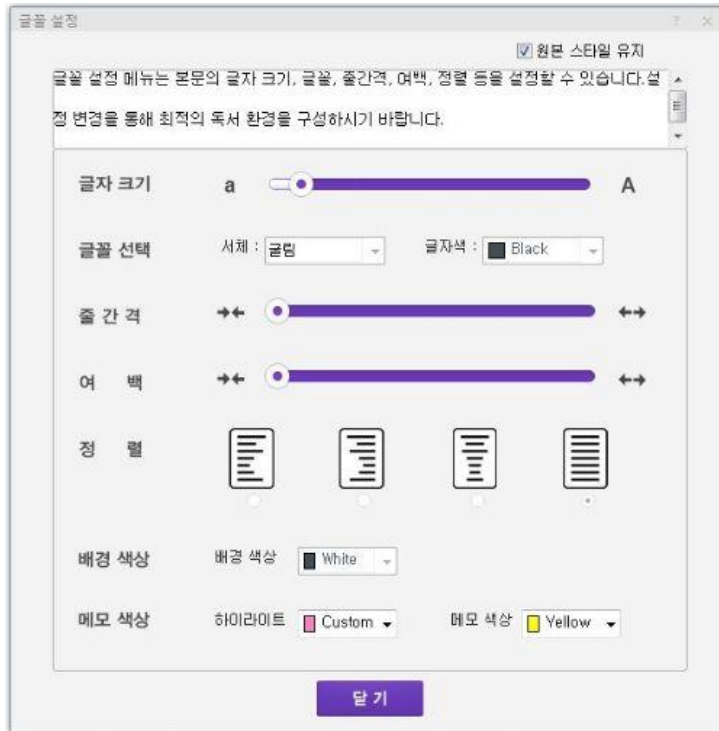 글꼴 설정
원본 스타일 유지
글꼴 설정 메뉴는 본문의 글자 크기, 글꼴, 줄간격, 여백, 정렬 등을 설정할 수 있습니다.설
정 변경을 통해 최적의 독서 환경을 구성하시기 바랍니다.
글자 크기 a A
글꼴 선택 서체 : 굴림 글자색 : Black
줄 간 격
여 백
정 렬
배경 색상 배경 색상 White
메모 색상 하이라이트 Custom 메모 색상 Yellow
닫 기